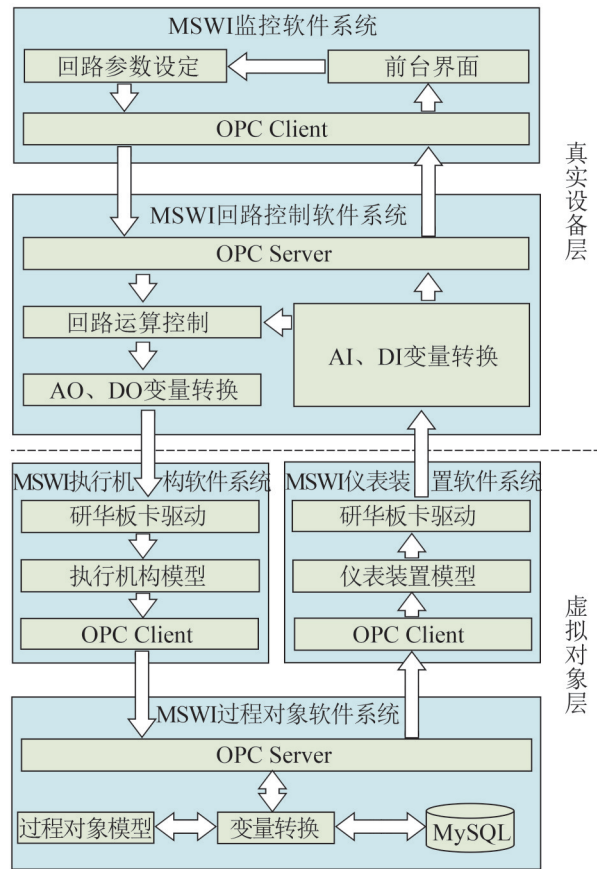 MSWI监控软件系统
回路参数设定
前台界面
OPC Client
MSWI回路控制软件系统
OPC Server
回路运算控制
AI、DI变量转换
AO、DO变量转换
真实设备层
MSWI执行机构软件系统
研华板卡驱动
执行机构模型
OPC Client
MSWI仪表装置软件系统
研华板卡驱动
仪表装置模型
OPC Client
MSWI过程对象软件系统
OPC Server
过程对象模型
变量转换
MySQL
虚拟对象层